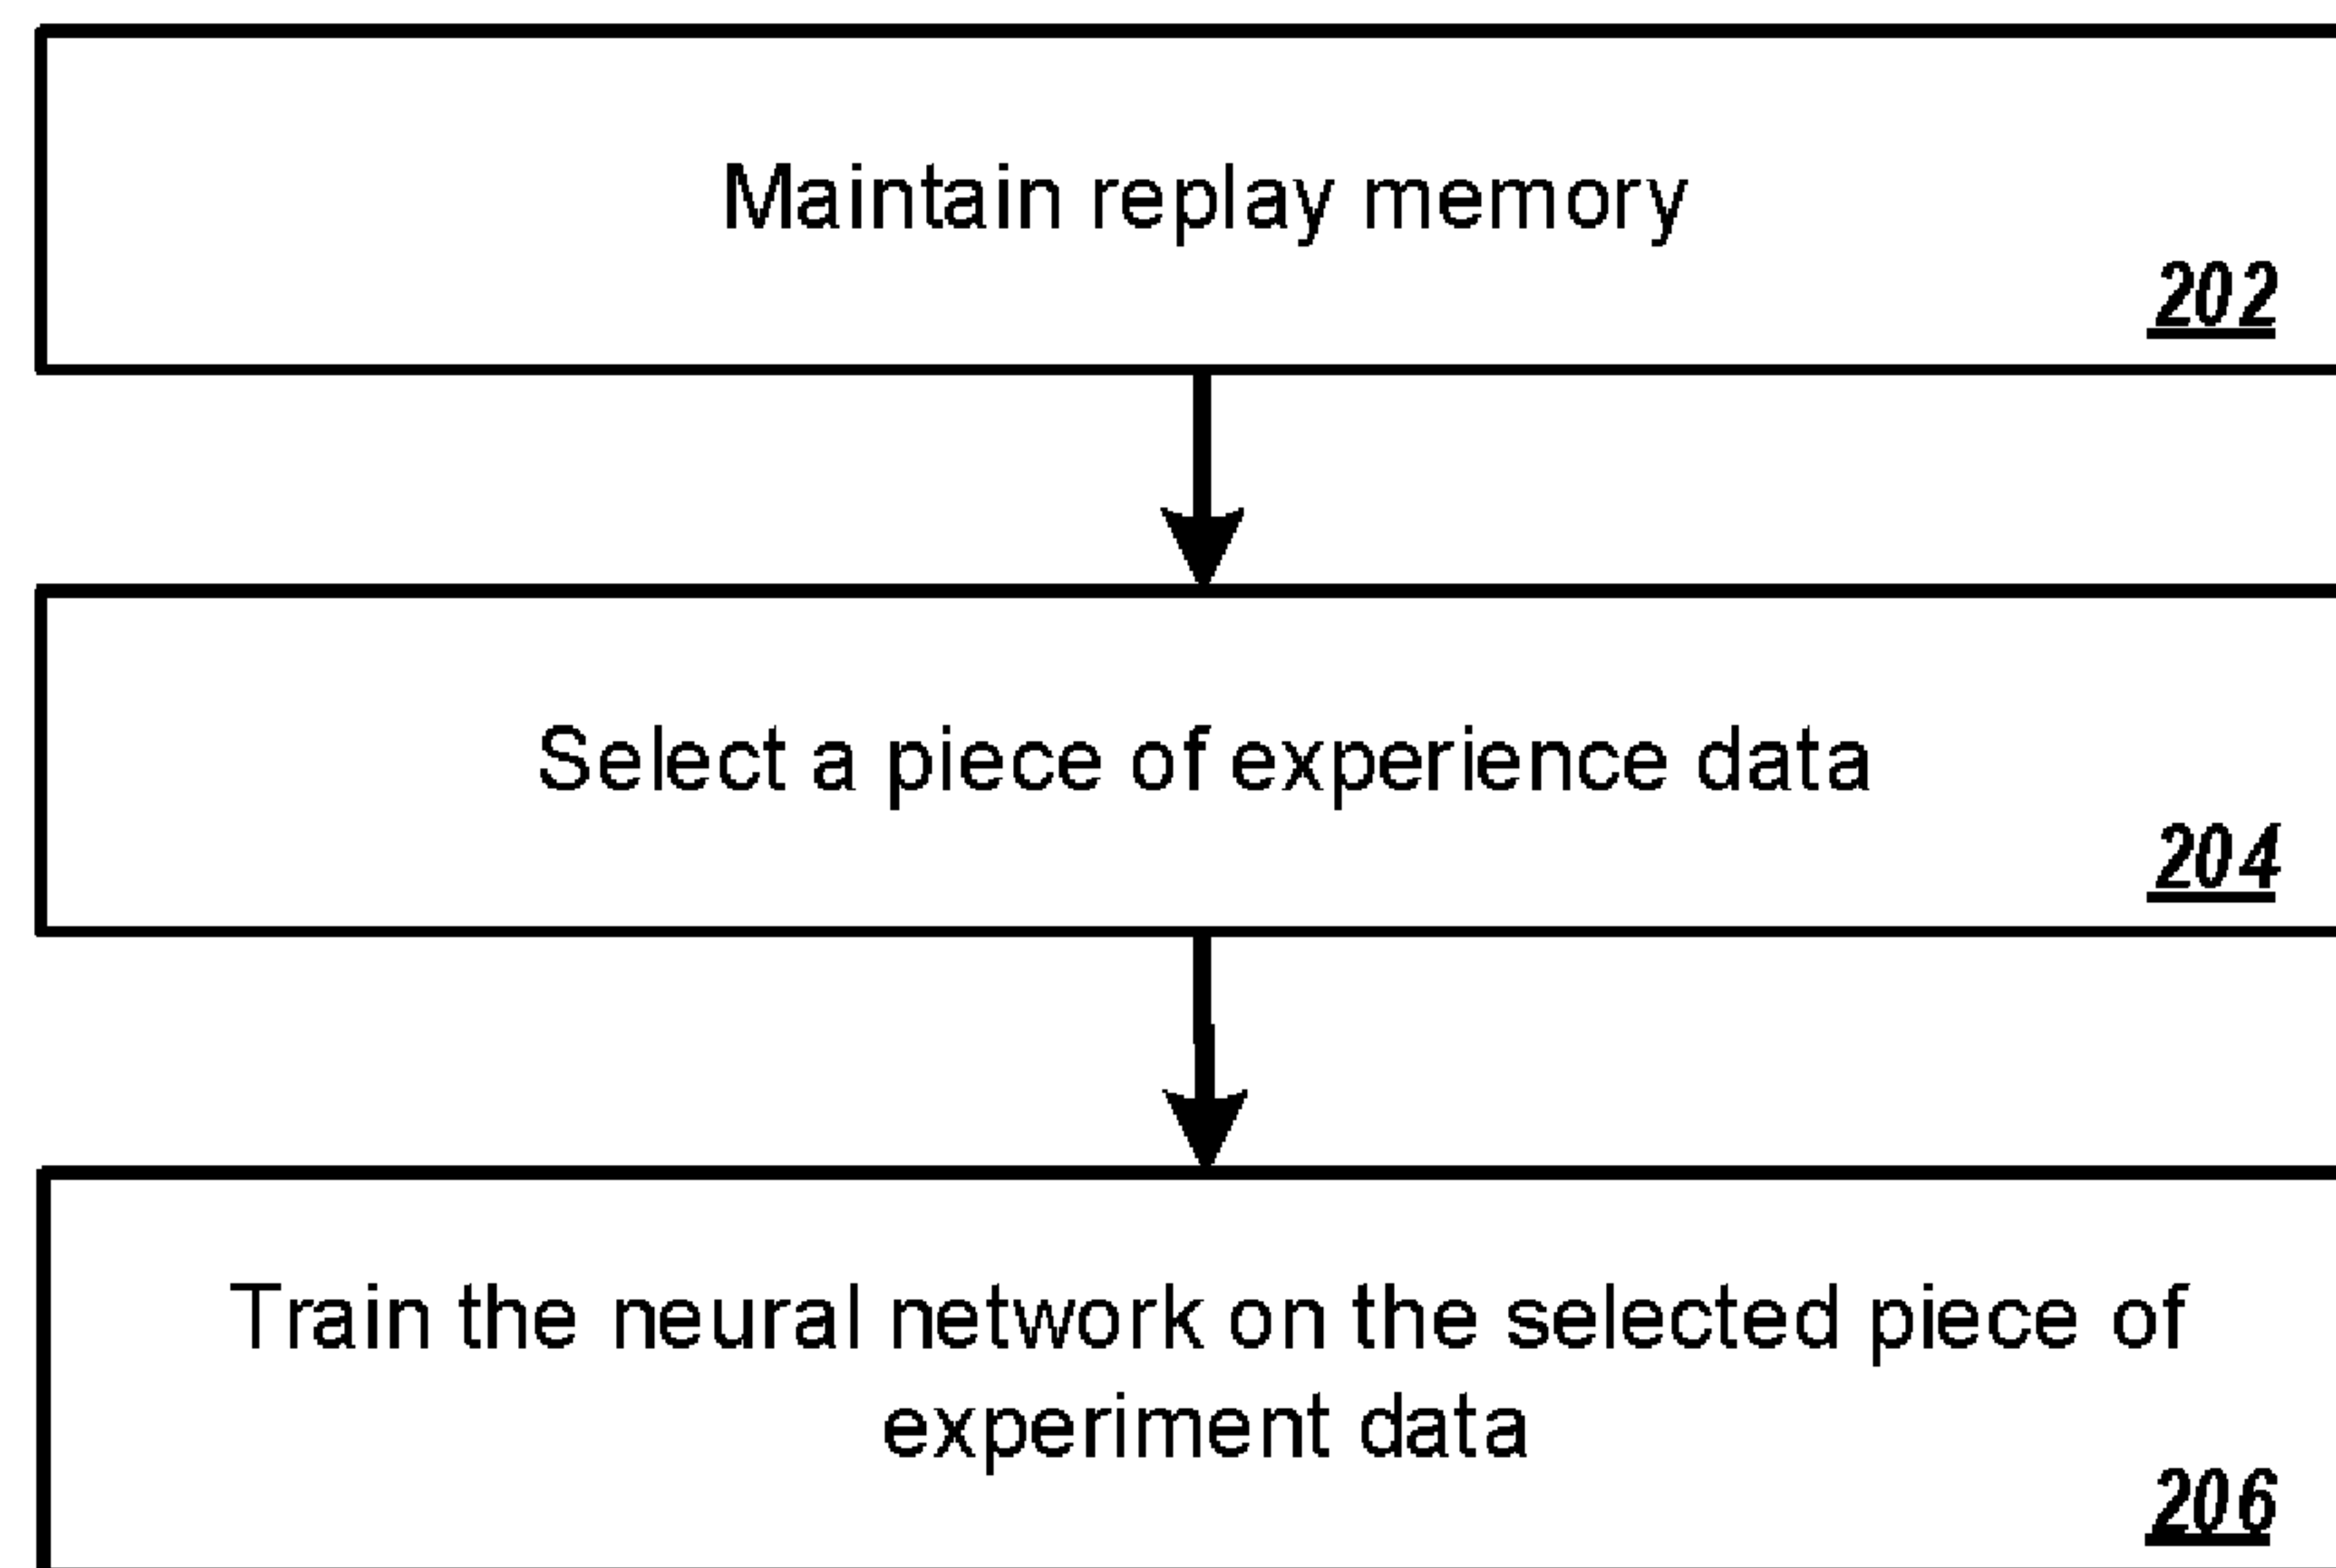 Maintain replay memory
202
Select a piece of experience data
204
Train the neural network on the selected piece of
experiment data
206